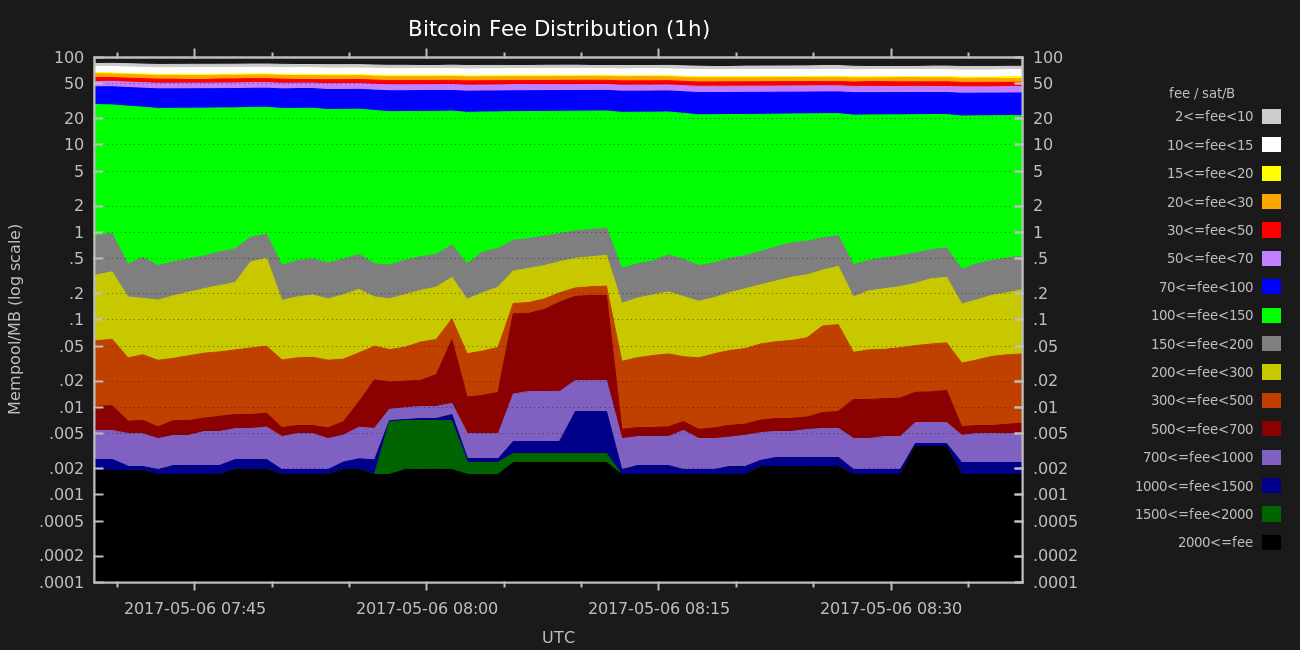 Bitcoin Fee Distribution (1h)
Mempool/MB (log scale)
100
50
20
10
5
2
1
.5
.2
.1
.05
.02
.01
.005
.002
.001
.0005
.0002
.0001
100
50
20
10
5
2
1
.5
.2
.1
.05
.02
.01
.005
.002
.001
.0005
.0002
.0001
2017-05-06 07:45
2017-05-06 08:00
2017-05-06 08:15
2017-05-06 08:30
UTC
fee / sat/B
2<=fee<10
10<=fee<15
15<=fee<20
20<=fee<30
30<=fee<50
50<=fee<70
70<=fee<100
100<=fee<150
150<=fee<200
200<=fee<300
300<=fee<500
500<=fee<700
700<=fee<1000
1000<=fee<1500
1500<=fee<2000
2000<=fee